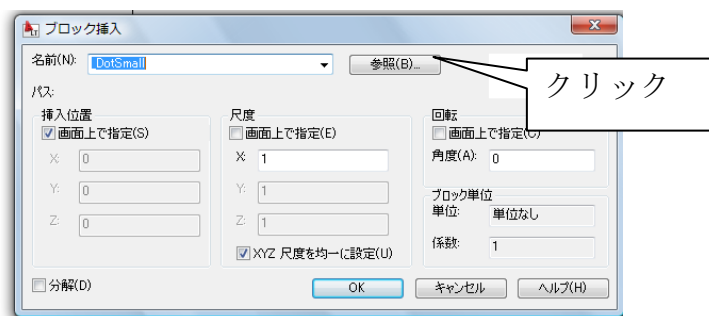 ブロック挿入
名前(N): _DotSmall 参照(B)...
クリック
パス:
挿入位置
画面上で指定(S)
X: 0
Y: 0
Z: 0
尺度
画面上で指定(E)
X: 1
Y: 1
Z: 1
XYZ 尺度を均一に設定(U)
回転
画面上で指定(C)
角度(A): 0
ブロック単位
単位: 単位なし
係数: 1
分解(D)
OK キャンセル ヘルプ(H)